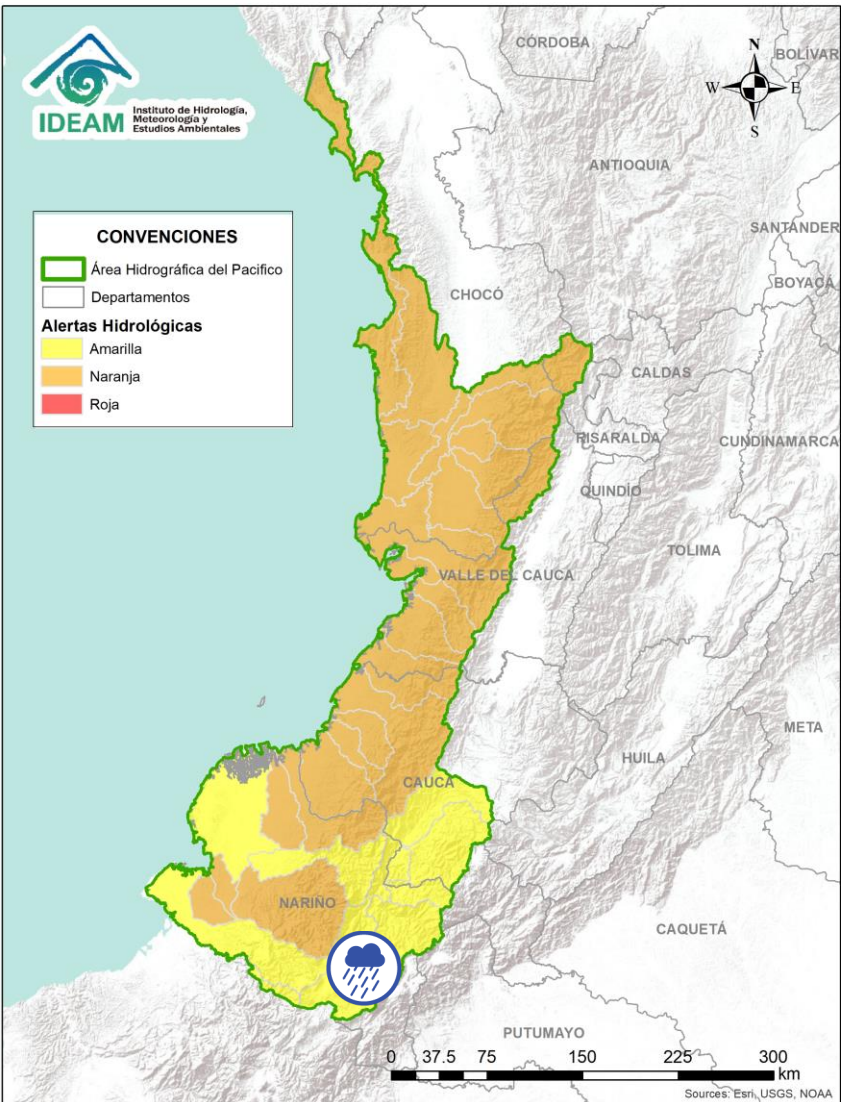 IDEAM
Instituto de Hidrología,
Meteorología y
Estudios Ambientales
CÓRDOBA
BOLÍVAR
N
W
E
S
ANTIOQUIA
SANTANDER
BOYACÁ
CONVENCIONES
Área Hidrográfica del Pacifico
Departamentos
Alertas Hidrológicas
Amarilla
Naranja
Roja
CHOCÓ
CALDAS
RISARALDA
CUNDINAMARCA
QUINDÍO
TOLIMA
VALLE DEL CAUCA
META
HUILA
CAUCA
NARIÑO
CAQUETÁ
PUTUMAYO
0 37.5 75 150 225 300
km
Sources: Esri, USGS, NOAA